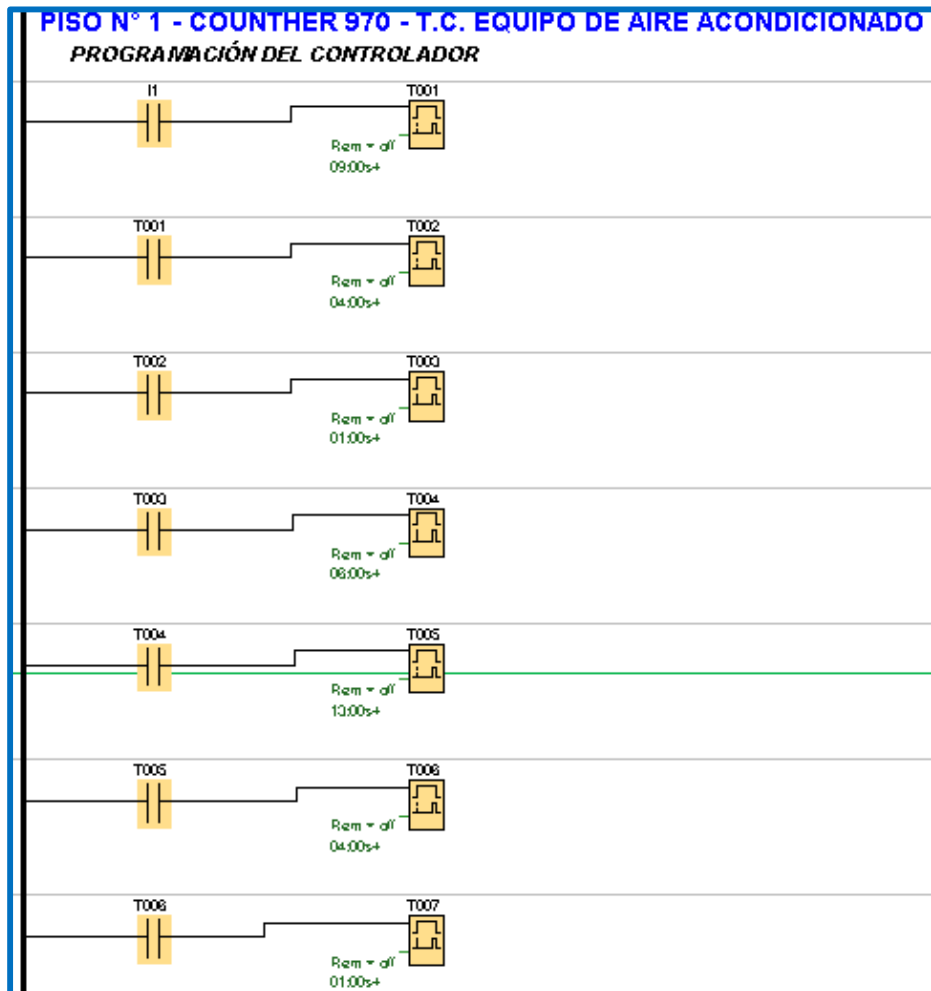 PISO N° 1 - COUNTHER 970 - T.C. EQUIPO DE AIRE ACONDICIONADO
PROGRAMACIÓN DEL CONTROLADOR
I1 T001
Rem = off
09:00s+
T001 T002
Rem = off
04:00s+
T002 T003
Rem = off
01:00s+
T003 T004
Rem = off
06:00s+
T004 T005
Rem = off
13:00s+
T005 T006
Rem = off
04:00s+
T006 T007
Rem = off
01:00s+